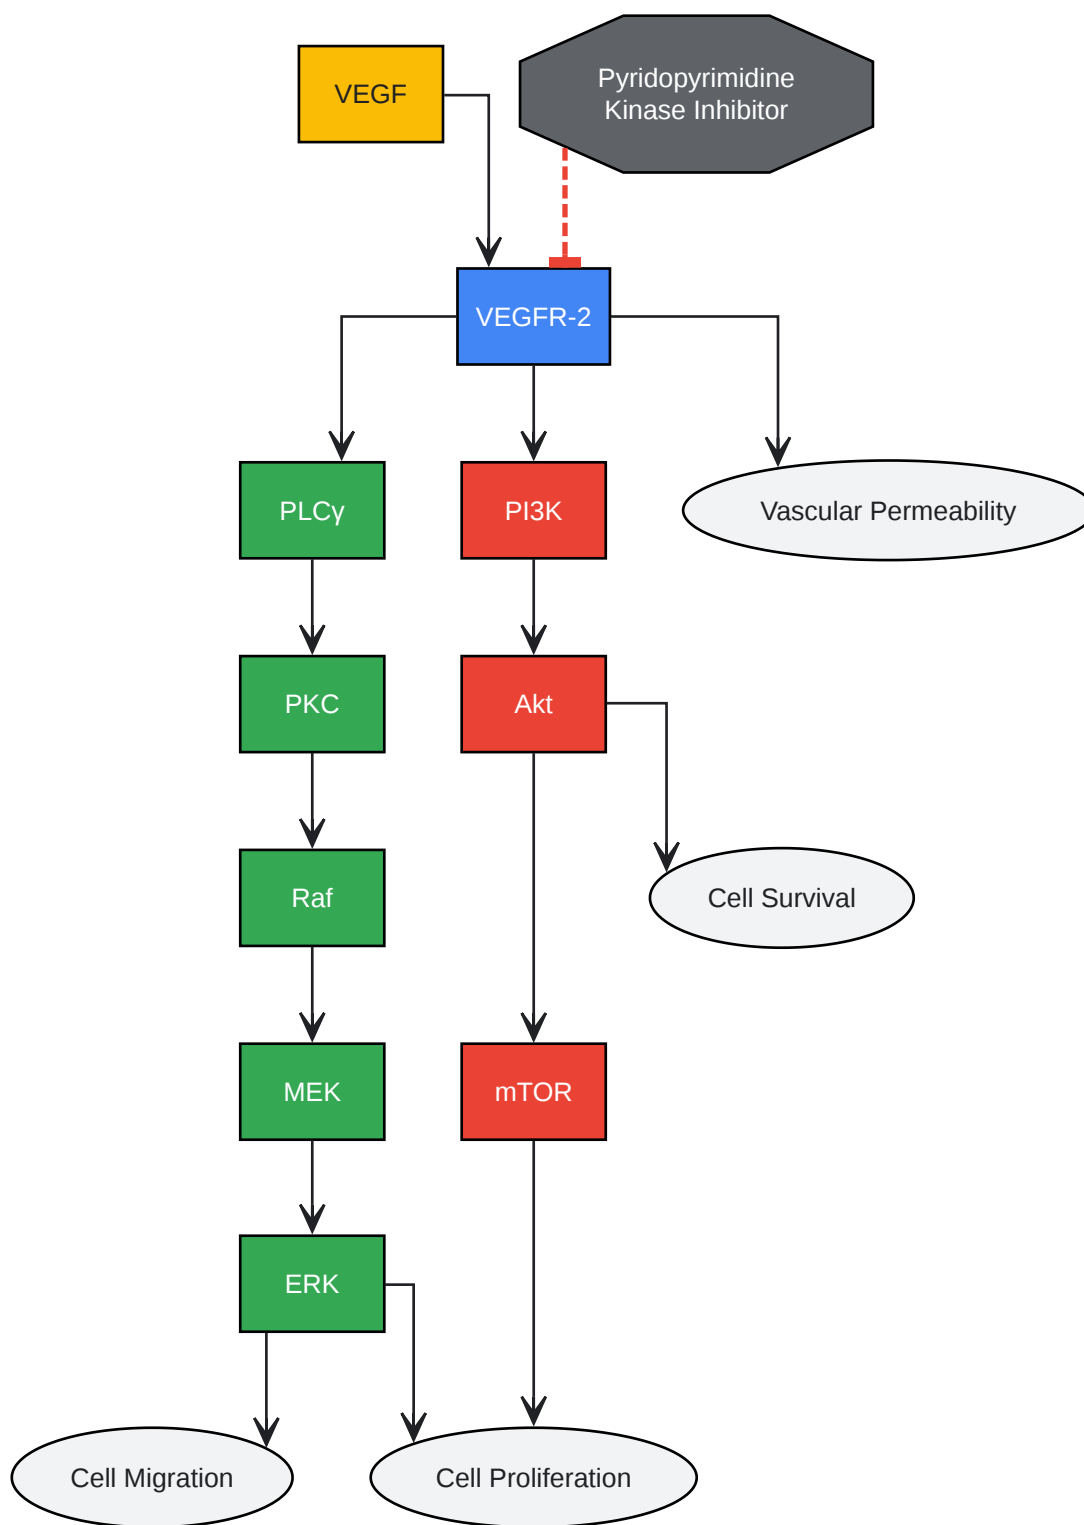 VEGF
Pyridopyrimidine
Kinase Inhibitor
VEGFR-2
PLCγ
PI3K
Vascular Permeability
PKC
Akt
Raf
Cell Survival
MEK
mTOR
ERK
Cell Migration
Cell Proliferation